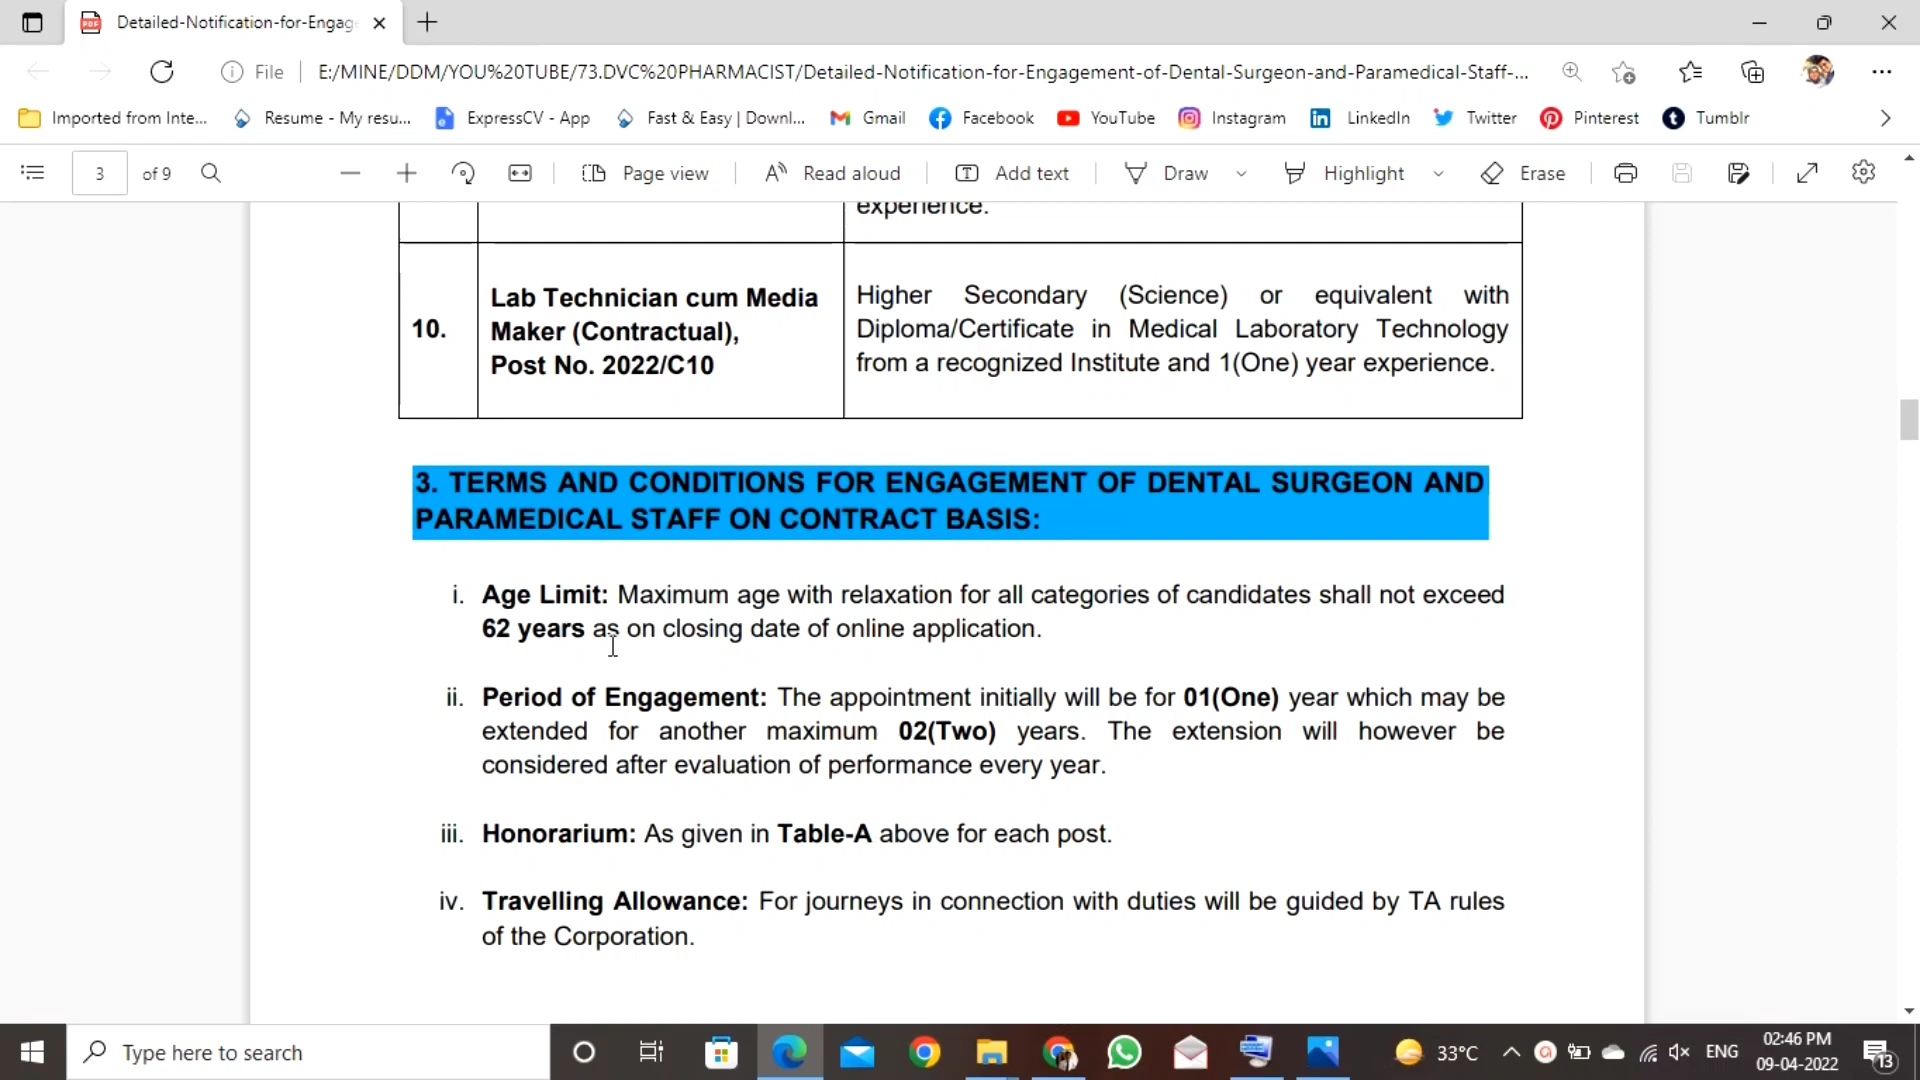 Detailed-Notification-for-Engage
File
E:/MINE/DDM/YOU%20TUBE/73.DVC%20PHARMACIST/Detailed-Notification-for-Engagement-of-Dental-Surgeon-and-Paramedical-Staff-...
Imported from Inte...
Resume - My resu...
ExpressCV - App
Fast & Easy | Downl...
Gmail
Facebook
YouTube
Instagram
LinkedIn
Twitter
Pinterest
Tumblr
3 of 9
Page view
Read aloud
Add text
Draw
Highlight
Erase
experience.
10.
Lab Technician cum Media
Maker (Contractual),
Post No. 2022/C10
Higher Secondary (Science) or equivalent with
Diploma/Certificate in Medical Laboratory Technology
from a recognized Institute and 1(One) year experience.
3. TERMS AND CONDITIONS FOR ENGAGEMENT OF DENTAL SURGEON AND
PARAMEDICAL STAFF ON CONTRACT BASIS:
i. Age Limit: Maximum age with relaxation for all categories of candidates shall not exceed
62 years as on closing date of online application.
ii. Period of Engagement: The appointment initially will be for 01(One) year which may be
extended for another maximum 02(Two) years. The extension will however be
considered after evaluation of performance every year.
iii. Honorarium: As given in Table-A above for each post.
iv. Travelling Allowance: For journeys in connection with duties will be guided by TA rules
of the Corporation.
Type here to search
33°C
ENG
02:46 PM
09-04-2022
13